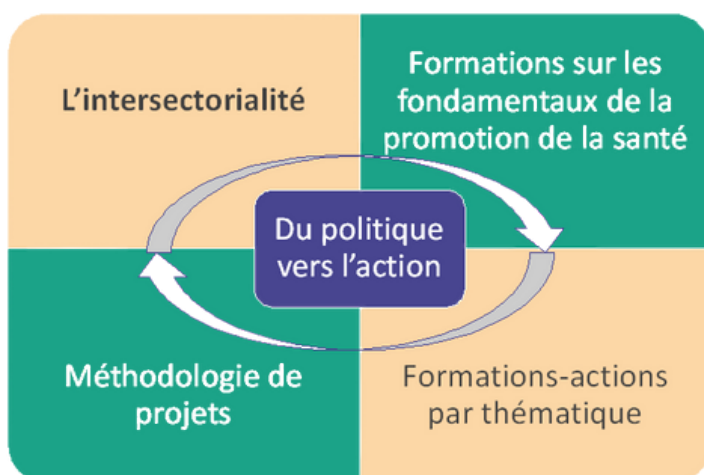 L’intersectorialité
Formations sur les
fondamentaux de la
promotion de la santé
Du politique
vers l’action
Méthodologie de
projets
Formations-actions
par thématique